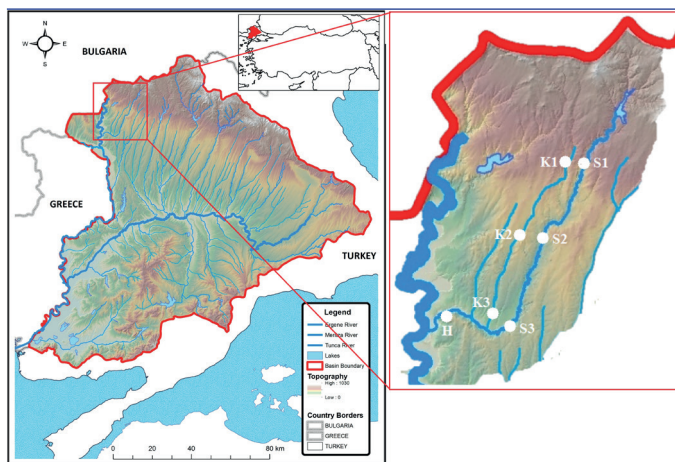 N
W
E
S
BULGARIA
GREECE
TURKEY
Legend
Ergene River
Meriç River
Tunca River
Lakes
Basin Boundary
Topography
High : 1030
Low : 0
Country Borders
BULGARIA
GREECE
TURKEY
0
20
40
80 km
K1
S1
K2
S2
K3
H
S3